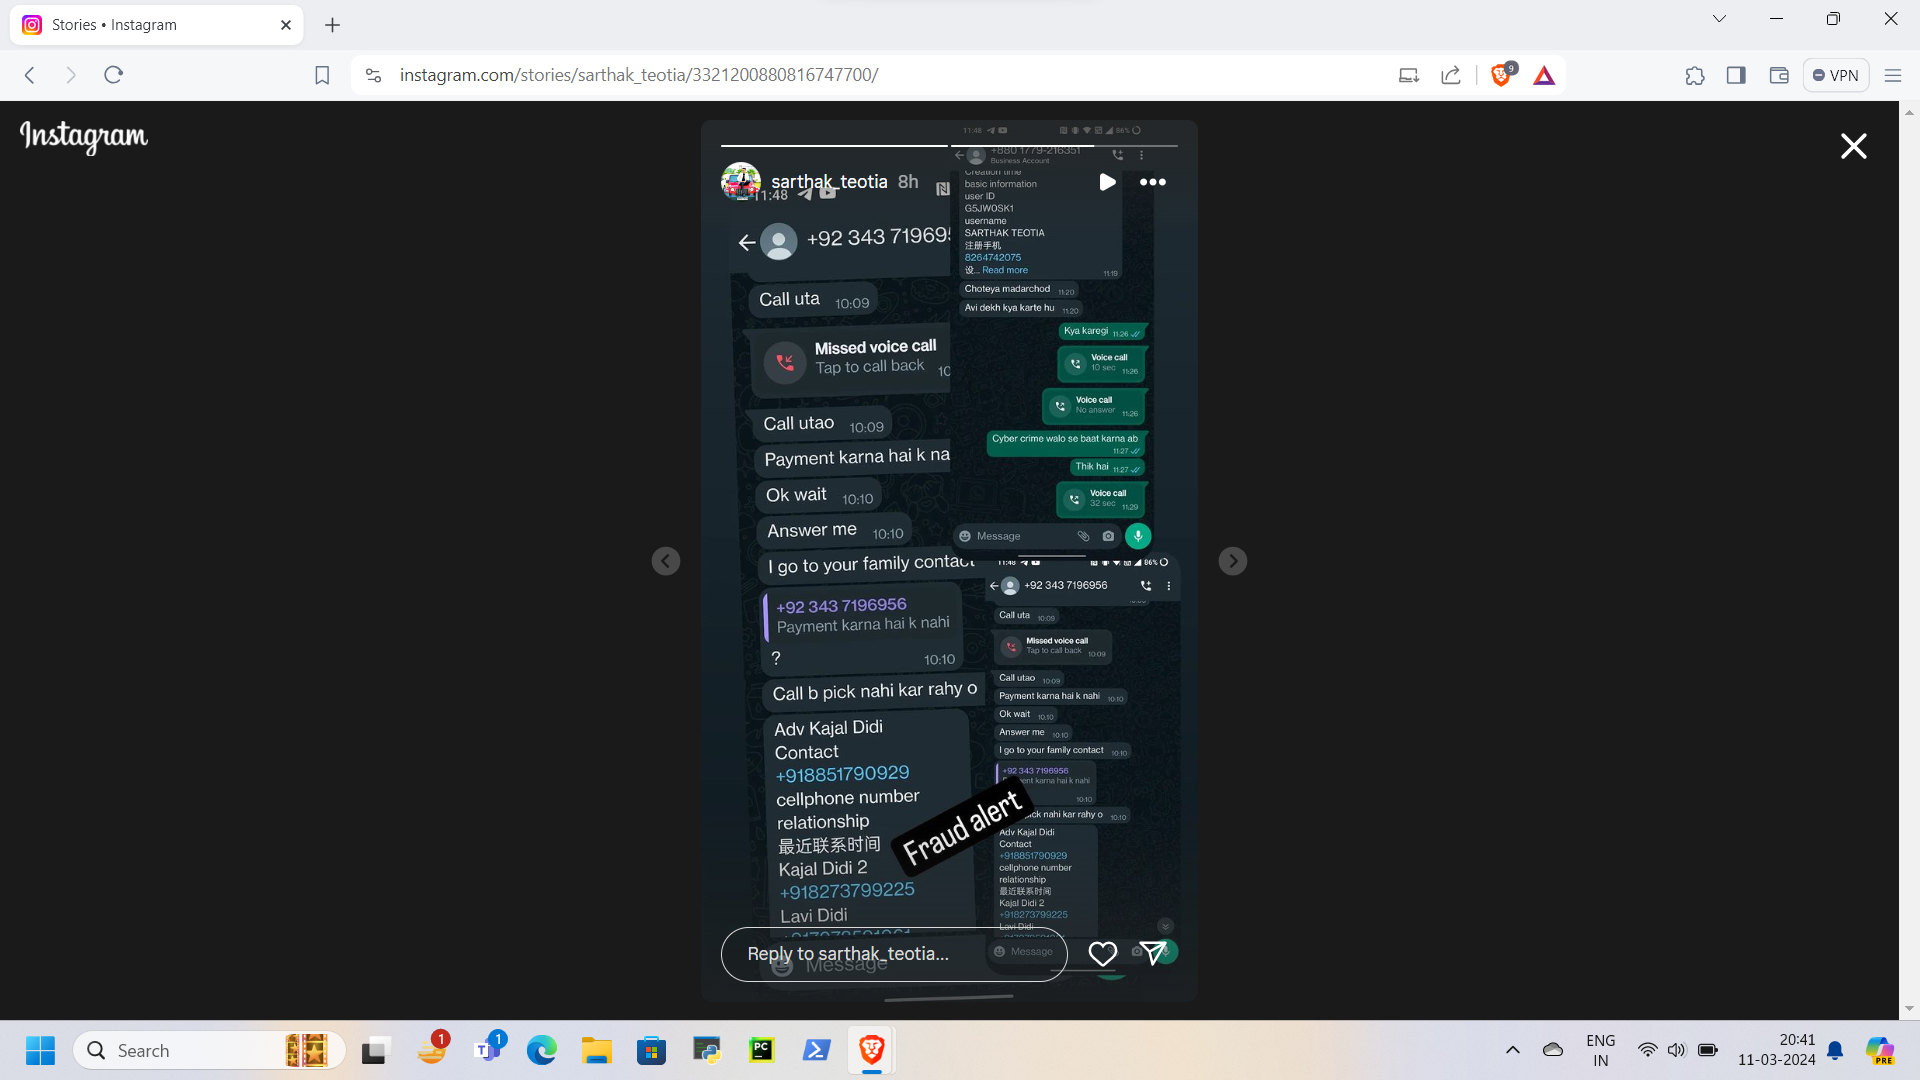 Stories • Instagram
instagram.com/stories/sarthak_teotia/3321200880816747700/
9
VPN
Instagram
sarthak_teotia 8h
11:48
+92 343 71969
Call uta 10:09
Missed voice call
Tap to call back 10
Call utao 10:09
Payment karna hai k na
Ok wait 10:10
Answer me 10:10
I go to your family contact
+92 343 7196956
Payment karna hai k nahi
?
10:10
Call b pick nahi kar rahy o
Adv Kajal Didi
Contact
+918851790929
cellphone number
relationship
最近联系时间
Kajal Didi 2
+918273799225
Lavi Didi
Message
Reply to sarthak_teotia...
11:48 86%
+880 1779-216351
Business Account
Creation time
basic information
user ID
G5JWOSK1
username
SARTHAK TEOTIA
注册手机
8264742075
设... Read more
11:19
Choteya madarchod 11:20
Avi dekh kya karte hu 11:20
Kya karegi 11:26
Voice call
10 sec 11:26
Voice call
No answer 11:26
Cyber crime walo se baat karna ab
11:27
Thik hai 11:27
Voice call
32 sec 11:29
Message
11:48 86%
+92 343 7196956
Call uta 10:09
Missed voice call
Tap to call back 10:09
Call utao 10:09
Payment karna hai k nahi 10:10
Ok wait 10:10
Answer me 10:10
I go to your family contact 10:10
+92 343 7196956
ent karna hai k nahi
10:10
ick nahi kar rahy o 10:10
Fraud alert
Adv Kajal Didi
Contact
+918851790929
cellphone number
relationship
最近联系时间
Kajal Didi 2
+918273799225
Lavi Didi
Message
Search
1
1
PC
ENG
IN
20:41
11-03-2024
PRE